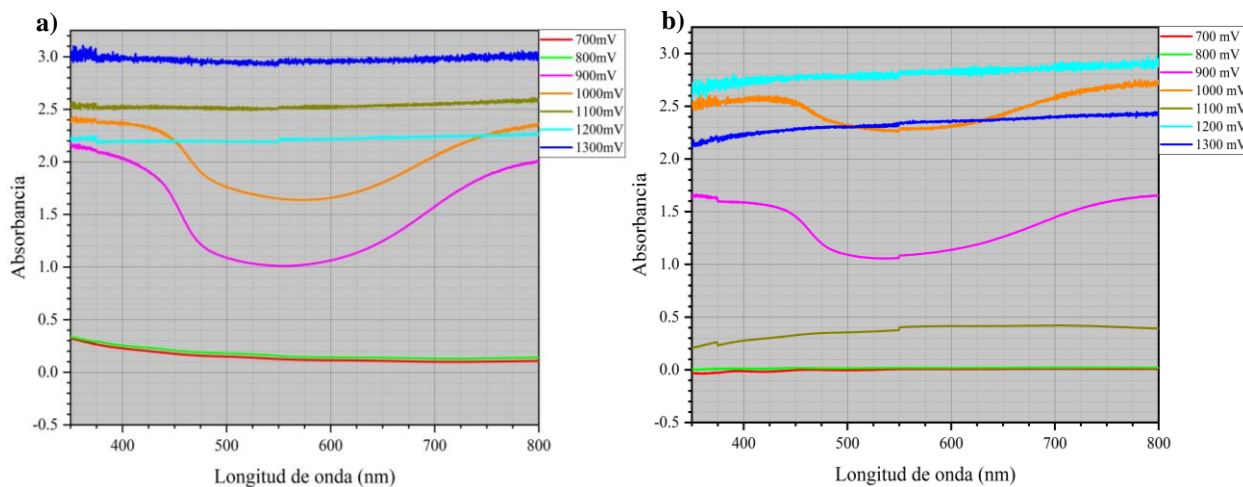 a)
3.0
2.5
2.0
1.5
1.0
0.5
0.0
-0.5
Absorbancia
400
500
600
700
800
Longitud de onda (nm)
700mV
800mV
900mV
1000mV
1100mV
1200mV
1300mV
b)
3.0
2.5
2.0
1.5
1.0
0.5
0.0
-0.5
Absorbancia
400
500
600
700
800
Longitud de onda (nm)
700 mV
800 mV
900 mV
1000 mV
1100 mV
1200 mV
1300 mV